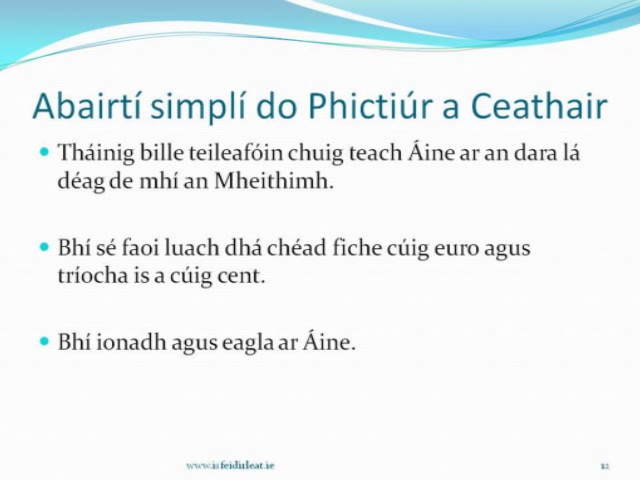 Abairtí simplí do Phictiúr a Ceathair
Tháinig bille teileafóin chuig teach Áine ar an dara lá
déag de mhí an Mheithimh.
Bhí sé faoi luach dhá chéad fiche cúig euro agus
tríocha is a cúig cent.
Bhí ionadh agus eagla ar Áine.
www.isfeidirleat.ie
12